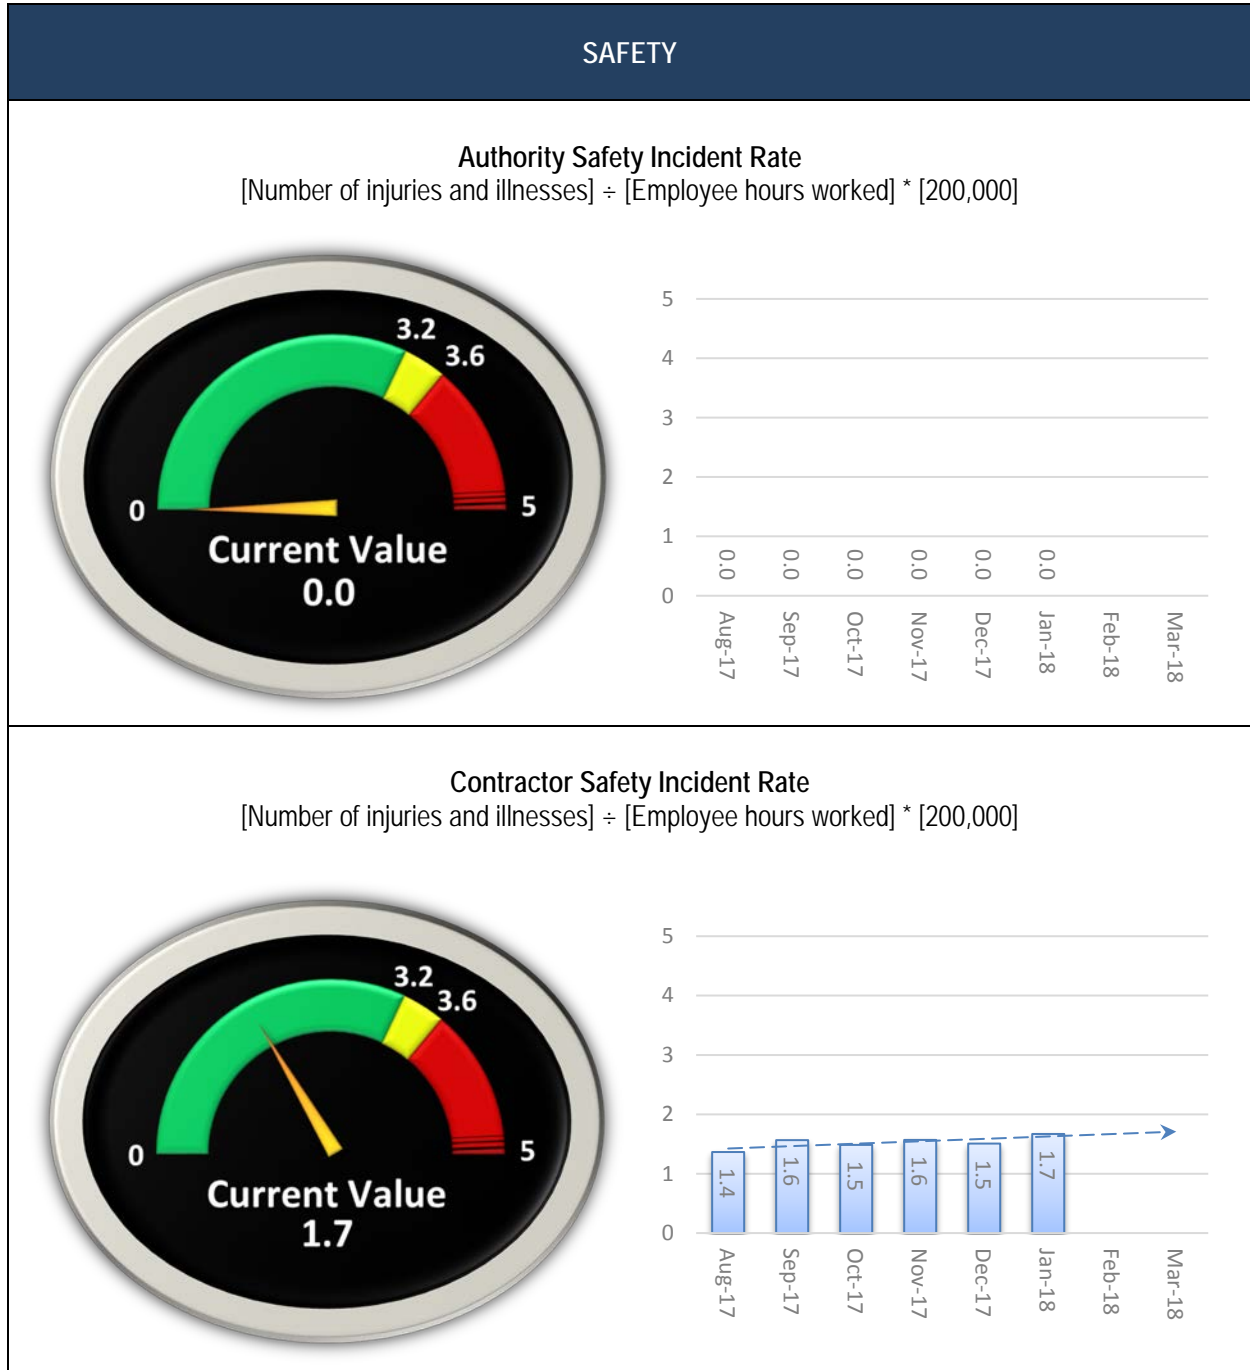 SAFETY
Authority Safety Incident Rate
[Number of injuries and illnesses] ÷ [Employee hours worked] * [200,000]
3.2
3.6
0
5
Current Value
0.0
5
4
3
2
1
0
0.0
0.0
0.0
0.0
0.0
0.0
Aug-17
Sep-17
Oct-17
Nov-17
Dec-17
Jan-18
Feb-18
Mar-18
Contractor Safety Incident Rate
[Number of injuries and illnesses] ÷ [Employee hours worked] * [200,000]
3.2
3.6
0
5
Current Value
1.7
5
4
3
2
1
0
1.4
1.6
1.5
1.6
1.5
1.7
Aug-17
Sep-17
Oct-17
Nov-17
Dec-17
Jan-18
Feb-18
Mar-18